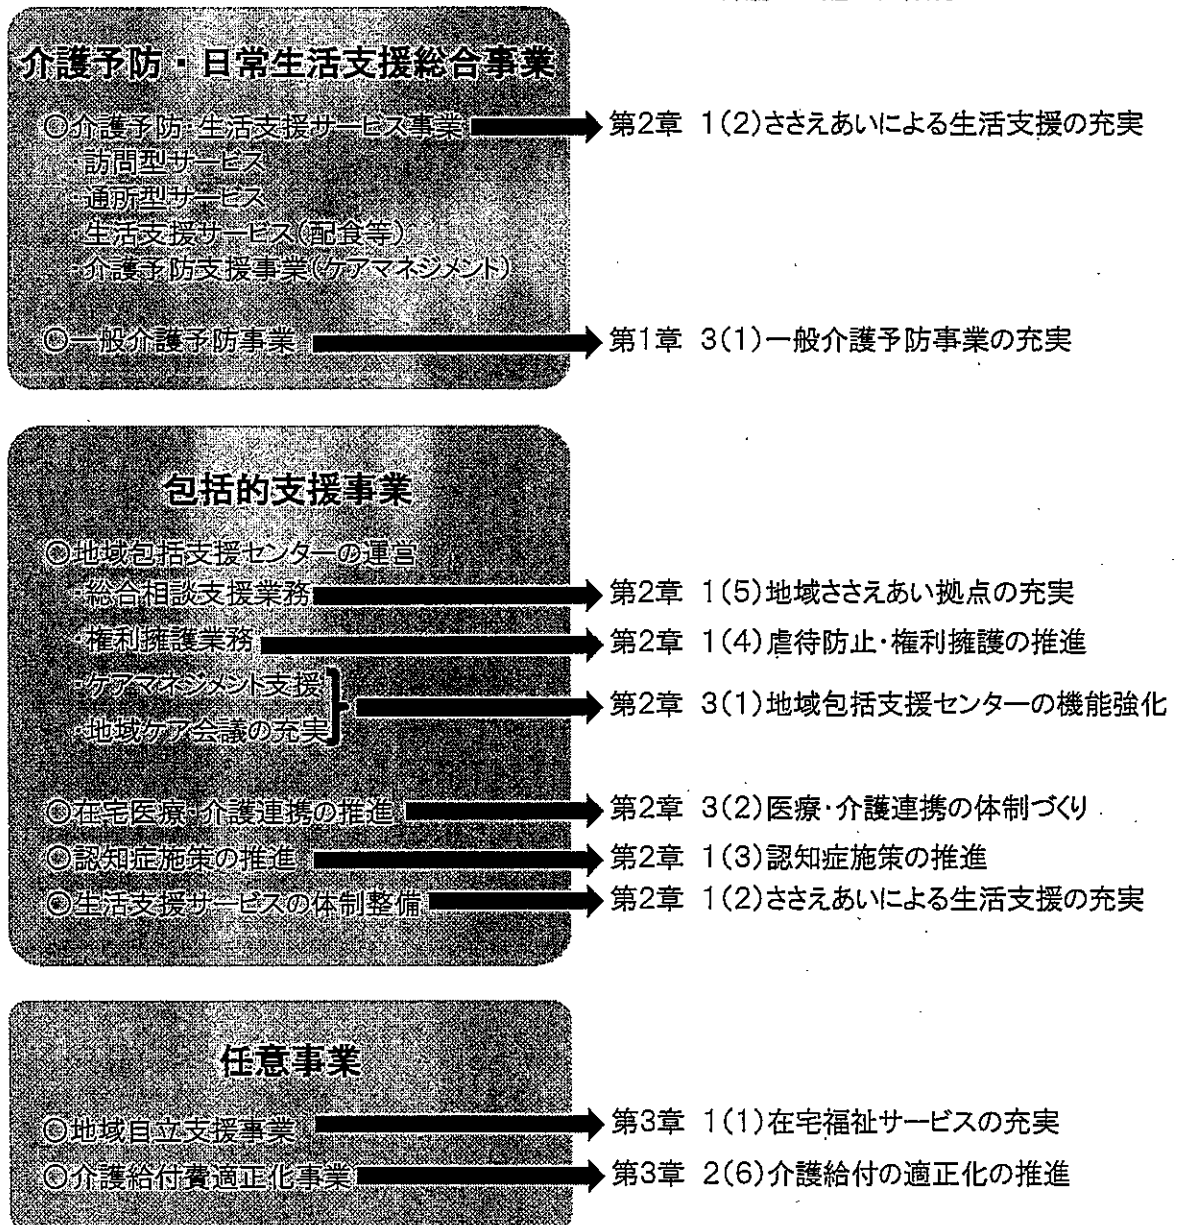 介護予防・日常生活支援総合事業
◎介護予防・生活支援サービス事業 第2章 1(2)ささえあいによる生活支援の充実
・訪問型サービス
・通所型サービス
・生活支援サービス(配食等)
・介護予防支援事業(ケアマネジメント)
◎一般介護予防事業 第1章 3(1)一般介護予防事業の充実
包括的支援事業
◎地域包括支援センターの運営
・総合相談支援業務 第2章 1(5)地域ささえあい拠点の充実
・権利擁護業務 第2章 1(4)虐待防止・権利擁護の推進
・ケアマネジメント支援
第2章 3(1)地域包括支援センターの機能強化
・地域ケア会議の充実
◎在宅医療・介護連携の推進 第2章 3(2)医療・介護連携の体制づくり
◎認知症施策の推進 第2章 1(3)認知症施策の推進
◎生活支援サービスの体制整備 第2章 1(2)ささえあいによる生活支援の充実
任意事業
◎地域自立支援事業 第3章 1(1)在宅福祉サービスの充実
◎介護給付費適正化事業 第3章 2(6)介護給付の適正化の推進